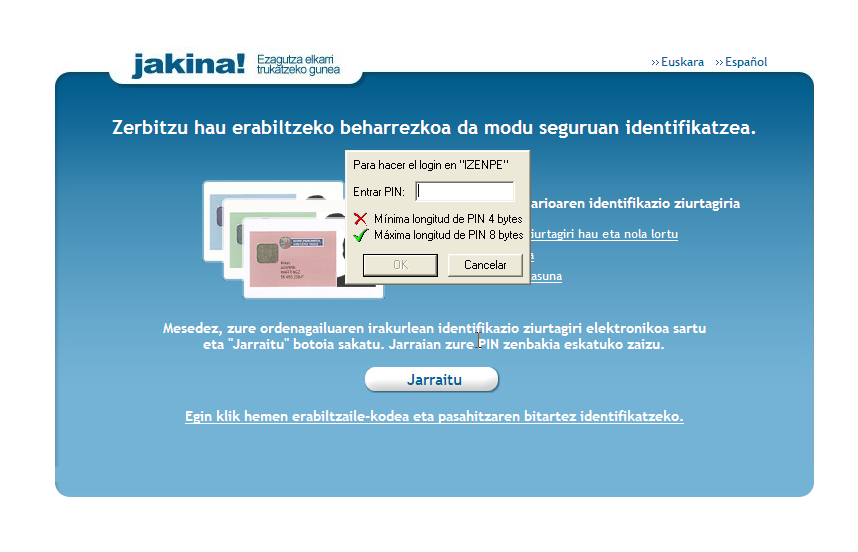 jakina!
Ezagutza elkarri
trukatzeko gunea
›› Euskara ›› Español
Zerbitzu hau erabiltzeko beharrezkoa da modu seguruan identifikatzea.
Para hacer el login en "IZENPE"
Entrar PIN:
Mínima longitud de PIN 4 bytes
Máxima longitud de PIN 8 bytes
OK Cancelar
arioaren identifikazio ziurtagiria
ziurtagiri hau eta nola lortu
a
asuna
MARTINEZ
Mesedez, zure ordenagailuaren irakurlean identifikazio ziurtagiri elektronikoa sartu
eta "Jarraitu" botoia sakatu. Jarraian zure PIN zenbakia eskatuko zaizu.
Jarraitu
Egin klik hemen erabiltzaile-kodea eta pasahitzaren bitartez identifikatzeko.